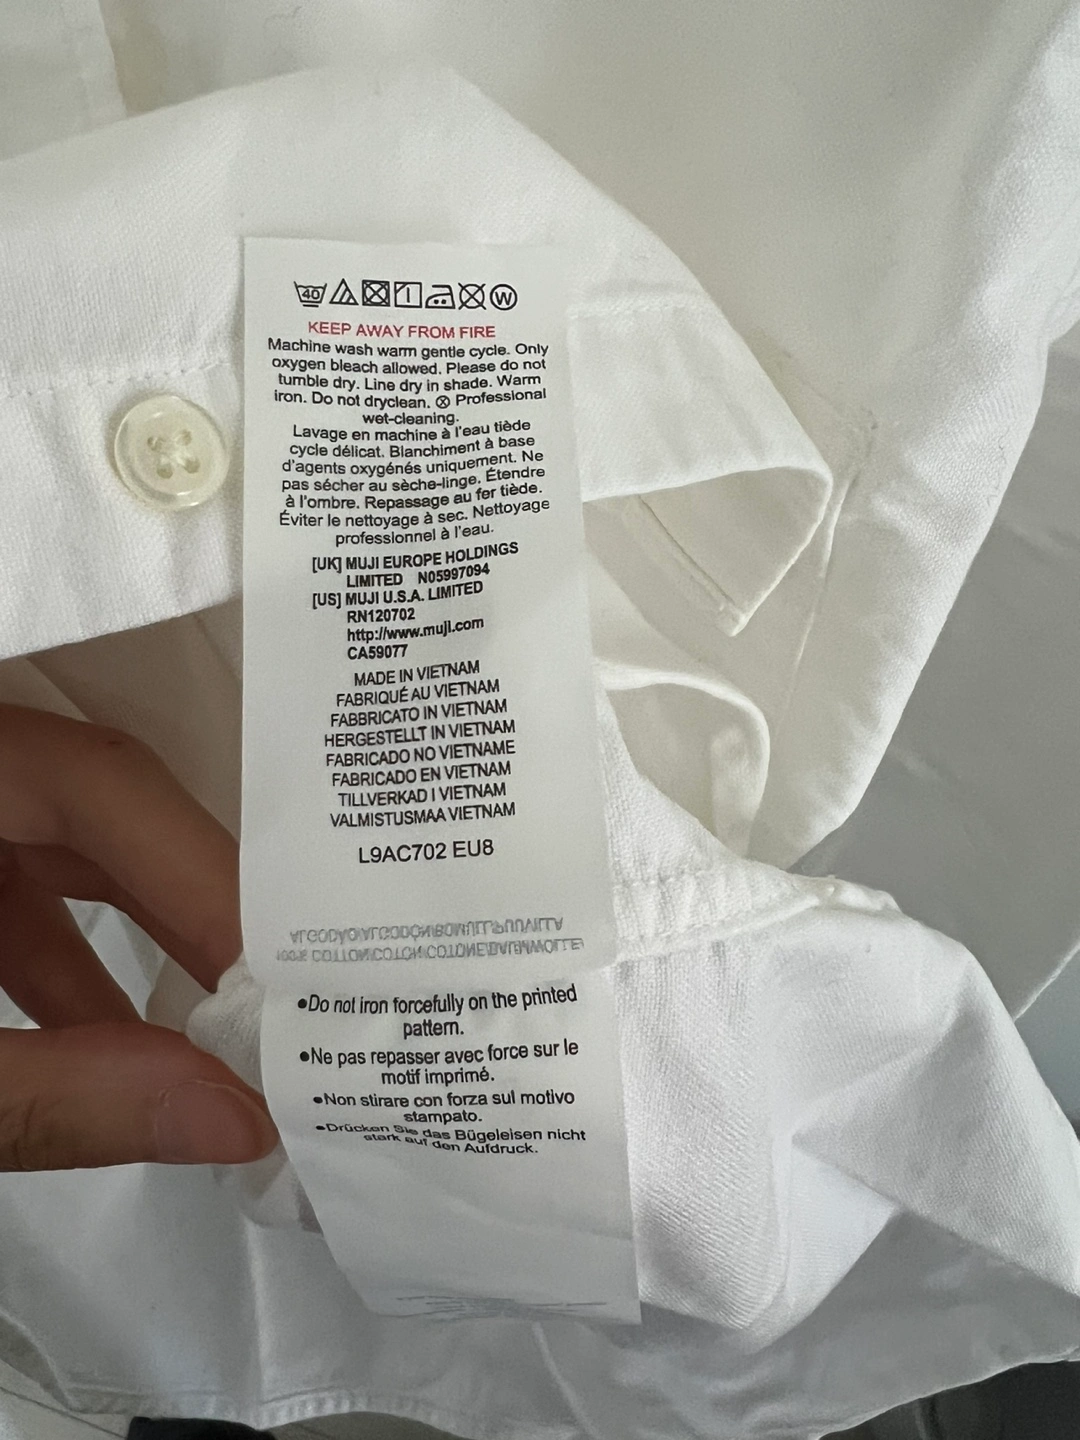 40 W
KEEP AWAY FROM FIRE
Machine wash warm gentle cycle. Only
oxygen bleach allowed. Please do not
tumble dry. Line dry in shade. Warm
iron. Do not dryclean. Ⓦ Professional
wet-cleaning.
Lavage en machine à l'eau tiède
cycle délicat. Blanchiment à base
d'agents oxygénés uniquement. Ne
pas sécher au sèche-linge. Étendre
à l'ombre. Repassage au fer tiède.
Éviter le nettoyage à sec. Nettoyage
professionnel à l'eau.
[UK] MUJI EUROPE HOLDINGS
LIMITED N05997094
[US] MUJI U.S.A. LIMITED
RN120702
http://www.muji.com
CA59077
MADE IN VIETNAM
FABRIQUÉ AU VIETNAM
FABBRICATO IN VIETNAM
HERGESTELLT IN VIETNAM
FABRICADO NO VIETNAME
FABRICADO EN VIETNAM
TILLVERKAD I VIETNAM
VALMISTUSMAA VIETNAM
L9AC702 EU8
●Do not iron forcefully on the printed
pattern.
●Ne pas repasser avec force sur le
motif imprimé.
●Non stirare con forza sul motivo
stampato.
●Drücken Sie das Bügeleisen nicht
stark auf den Aufdruck.